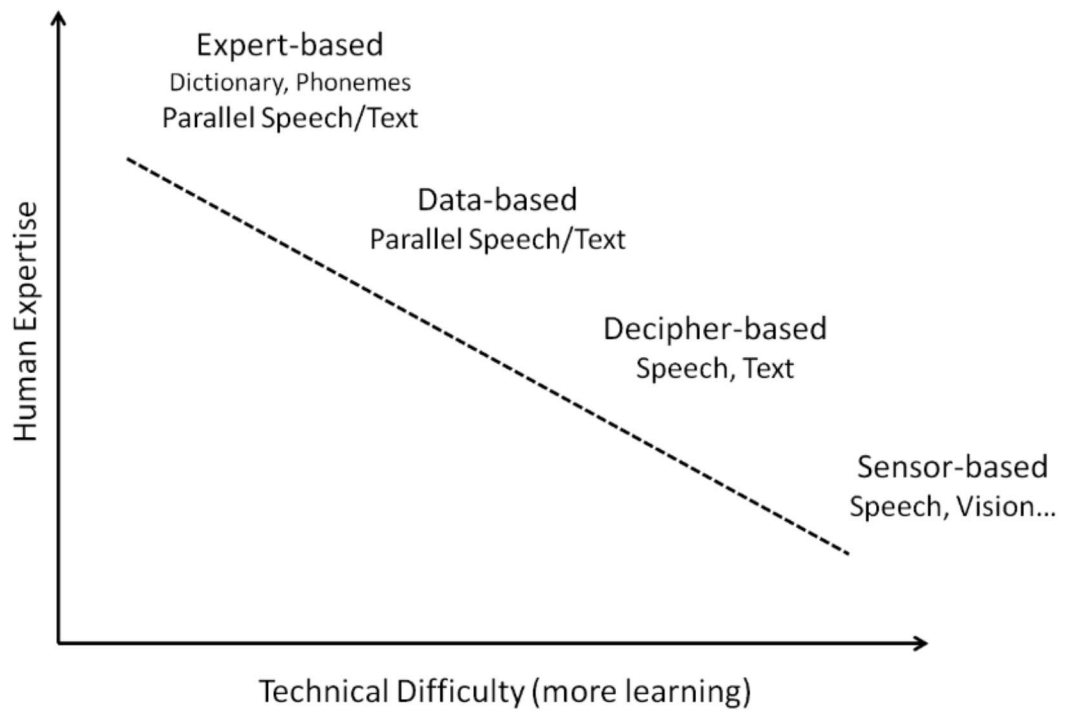 Expert-based
Dictionary, Phonemes
Parallel Speech/Text
Data-based
Parallel Speech/Text
Decipher-based
Speech, Text
Sensor-based
Speech, Vision...
Human Expertise
Technical Difficulty (more learning)